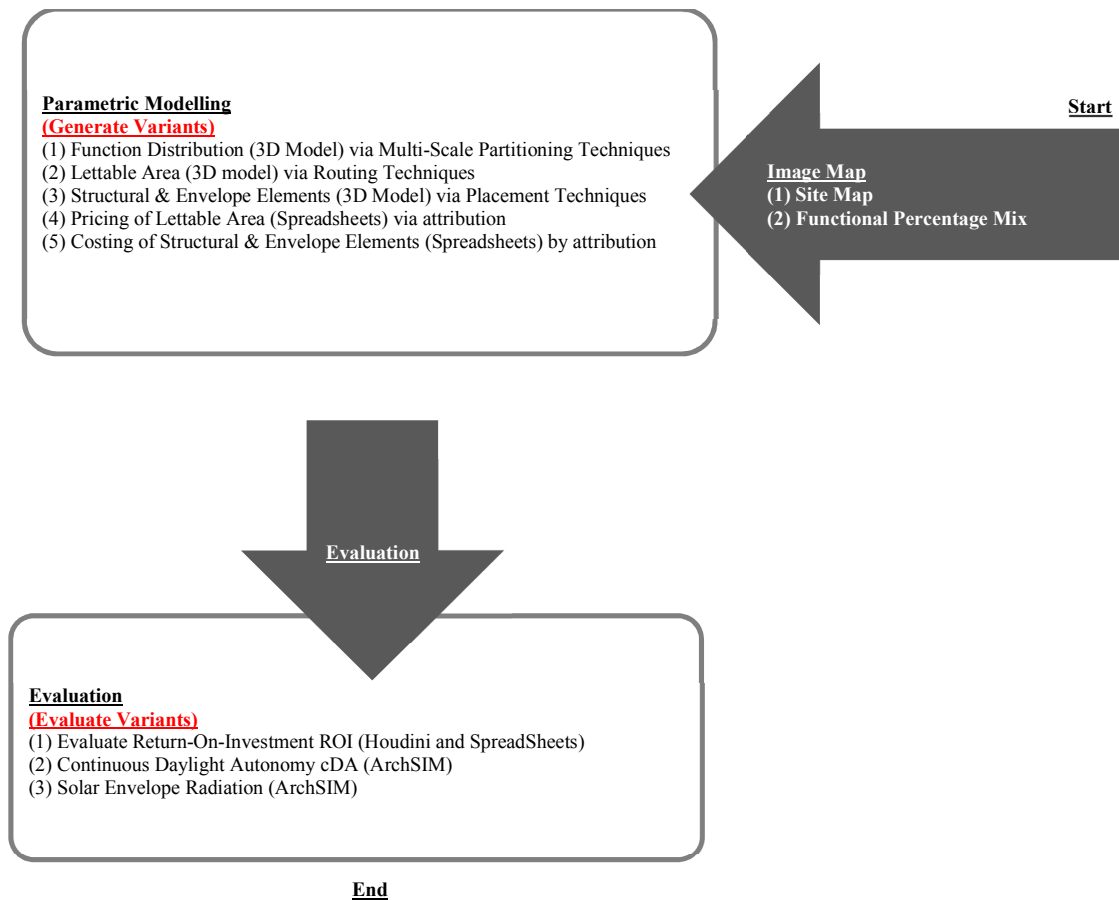 Start
Image Map
(1) Site Map
(2) Functional Percentage Mix
Parametric Modelling
(Generate Variants)
(1) Function Distribution (3D Model) via Multi-Scale Partitioning Techniques
(2) Lettable Area (3D model) via Routing Techniques
(3) Structural & Envelope Elements (3D Model) via Placement Techniques
(4) Pricing of Lettable Area (Spreadsheets) via attribution
(5) Costing of Structural & Envelope Elements (Spreadsheets) by attribution
Evaluation
Evaluation
(Evaluate Variants)
(1) Evaluate Return-On-Investment ROI (Houdini and SpreadSheets)
(2) Continuous Daylight Autonomy cDA (ArchSIM)
(3) Solar Envelope Radiation (ArchSIM)
End